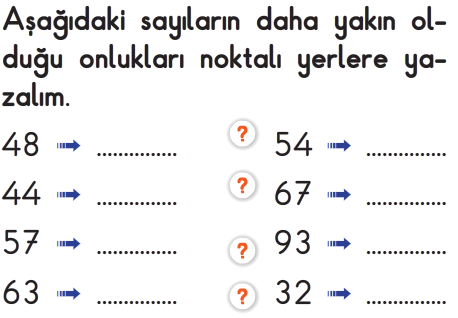 Aşağıdaki sayıların daha yakın ol-
duğu onlukları noktalı yerlere ya-
zalım.
48 ➠ ............... ? 54 ➠ ...............
44 ➠ ............... ? 67 ➠ ...............
57 ➠ ............... ? 93 ➠ ...............
63 ➠ ............... ? 32 ➠ ...............